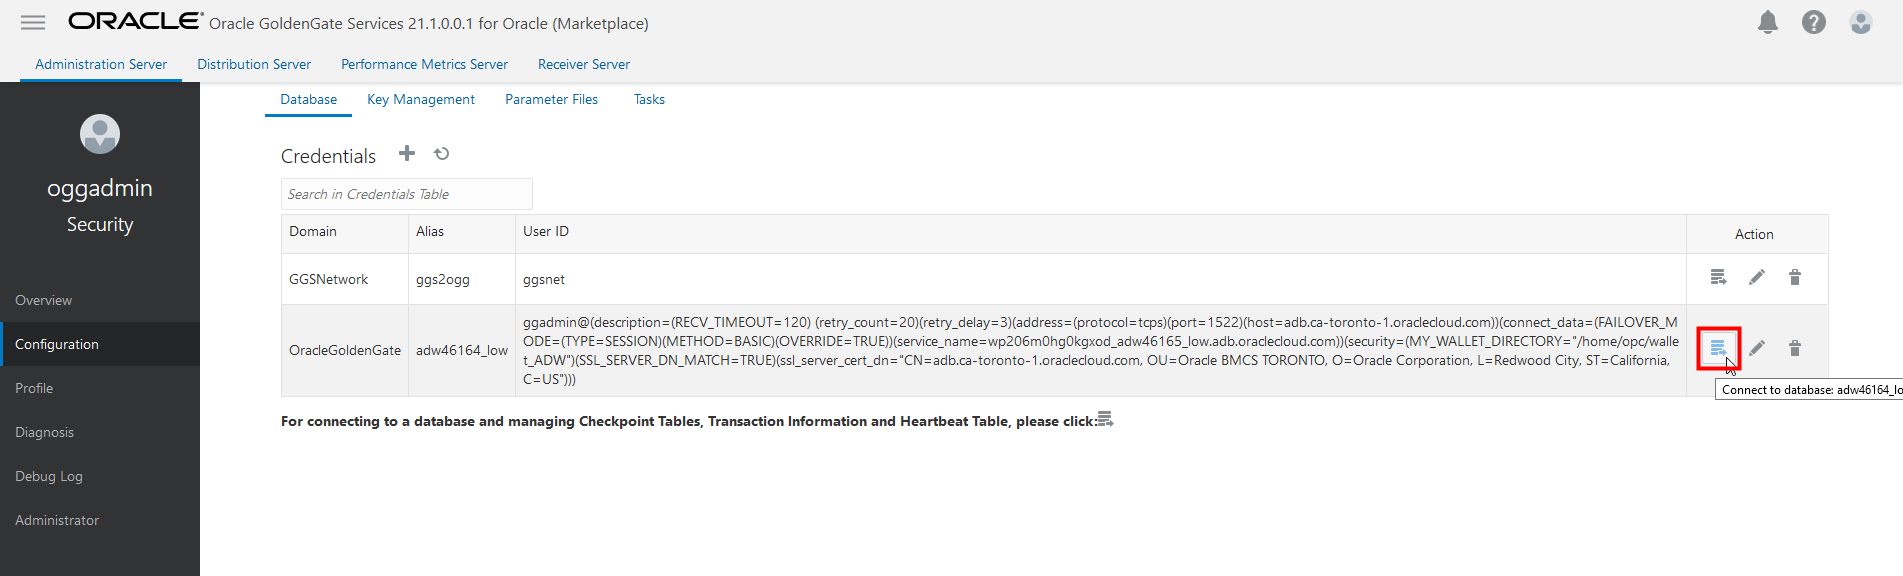 ORACLE Oracle GoldenGate Services 21.1.0.0.1 for Oracle (Marketplace)
Administration Server Distribution Server Performance Metrics Server Receiver Server
Database Key Management Parameter Files Tasks
oggadmin
Security
Overview
Configuration
Profile
Diagnosis
Debug Log
Administrator
Credentials
Search in Credentials Table
Domain Alias User ID Action
GGSNetwork ggs2ogg ggsnet
OracleGoldenGate adw46164_low
ggadmin@(description=(RECV_TIMEOUT=120) (retry_count=20)(retry_delay=3)(address=(protocol=tcps)(port=1522)(host=adb.ca-toronto-1.oraclecloud.com))(connect_data=(FAILOVER_M
ODE=(TYPE=SESSION)(METHOD=BASIC)(OVERRIDE=TRUE))(service_name=wp206m0hg0kgxod_adw46165_low.adb.oraclecloud.com))(security=(MY_WALLET_DIRECTORY="/home/opc/walle
t_ADW")(SSL_SERVER_DN_MATCH=TRUE)(ssl_server_cert_dn="CN=adb.ca-toronto-1.oraclecloud.com, OU=Oracle BMCS TORONTO, O=Oracle Corporation, L=Redwood City, ST=California,
C=US")))
Connect to database: adw46164_lo
For connecting to a database and managing Checkpoint Tables, Transaction Information and Heartbeat Table, please click: